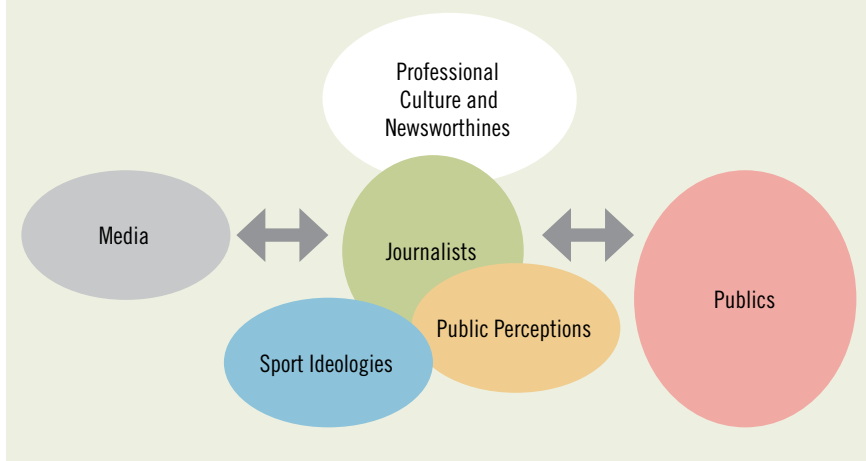 Professional
Culture and
Newsworthines
Media
Journalists
Publics
Public Perceptions
Sport Ideologies